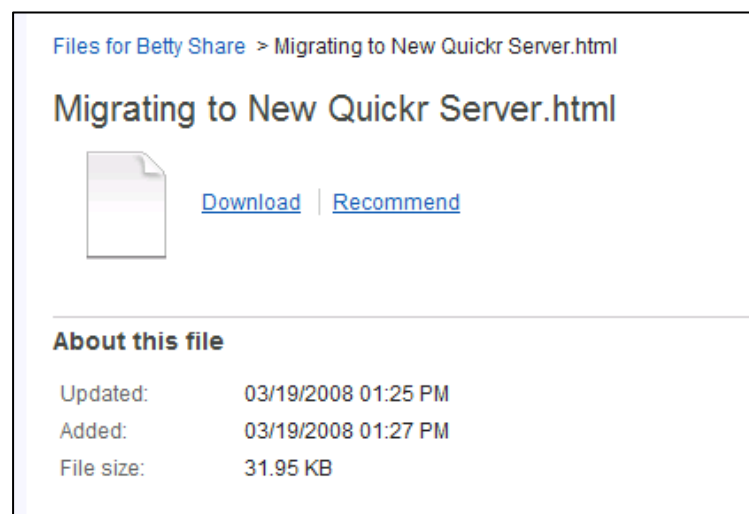 Files for Betty Share > Migrating to New Quickr Server.html
Migrating to New Quickr Server.html
Download | Recommend
About this file
Updated: 03/19/2008 01:25 PM
Added: 03/19/2008 01:27 PM
File size: 31.95 KB